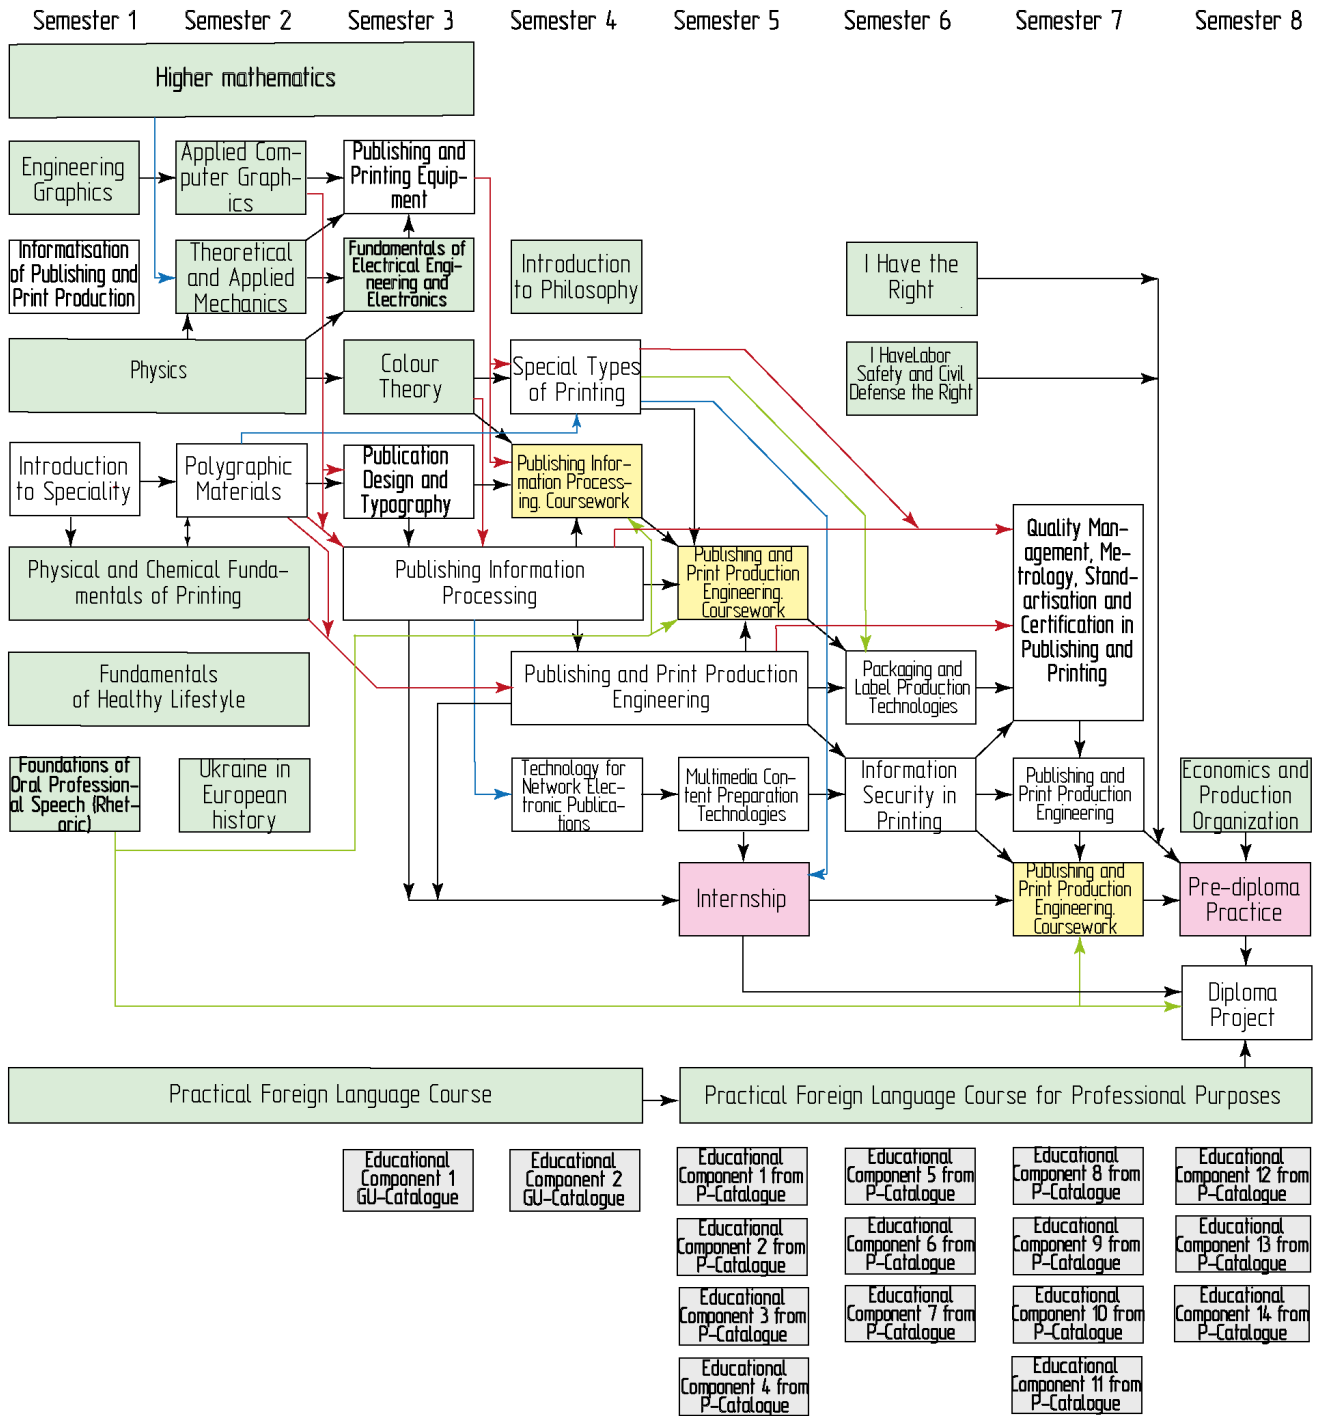 Semester 1 Semester 2 Semester 3 Semester 4 Semester 5 Semester 6 Semester 7 Semester 8
Higher mathematics
Engineering
Graphics
Applied Com-
puter Graph-
ics
Publishing and
Printing Equip-
ment
Informatisation
of Publishing and
Print Production
Theoretical
and Applied
Mechanics
Fundamentals of
Electrical Engi-
neering and
Electronics
Introduction
to Philosophy
I Have the
Right
Physics
Colour
Theory
Special Types
of Printing
I HaveLabor
Safety and Civil
Defense the Right
Introduction
to Speciality
Polygraphic
Materials
Publication
Design and
Typography
Publishing Infor-
mation Process-
ing. Coursework
Quality Man-
agement, Me-
trology, Stand-
artisation and
Certification in
Publishing and
Printing
Physical and Chemical Funda-
mentals of Printing
Publishing Information
Processing
Publishing and
Print Production
Engineering.
Coursework
Fundamentals
of Healthy Lifestyle
Publishing and Print Production
Engineering
Packaging and
Label Production
Technologies
Foundations of
Oral Profession-
al Speech (Rhet-
oric)
Ukraine in
European
history
Technology for
Network Elec-
tronic Publica-
tions
Multimedia Con-
tent Preparation
Technologies
Information
Security in
Printing
Publishing and
Print Production
Engineering
Economics and
Production
Organization
Internship
Publishing and
Print Production
Engineering.
Coursework
Pre-diploma
Practice
Diploma
Project
Practical Foreign Language Course
Practical Foreign Language Course for Professional Purposes
Educational
Component 1
GU-Catalogue
Educational
Component 2
GU-Catalogue
Educational
Component 1 from
P-Catalogue
Educational
Component 5 from
P-Catalogue
Educational
Component 8 from
P-Catalogue
Educational
Component 12 from
P-Catalogue
Educational
Component 2 from
P-Catalogue
Educational
Component 6 from
P-Catalogue
Educational
Component 9 from
P-Catalogue
Educational
Component 13 from
P-Catalogue
Educational
Component 3 from
P-Catalogue
Educational
Component 7 from
P-Catalogue
Educational
Component 10 from
P-Catalogue
Educational
Component 14 from
P-Catalogue
Educational
Component 4 from
P-Catalogue
Educational
Component 11 from
P-Catalogue